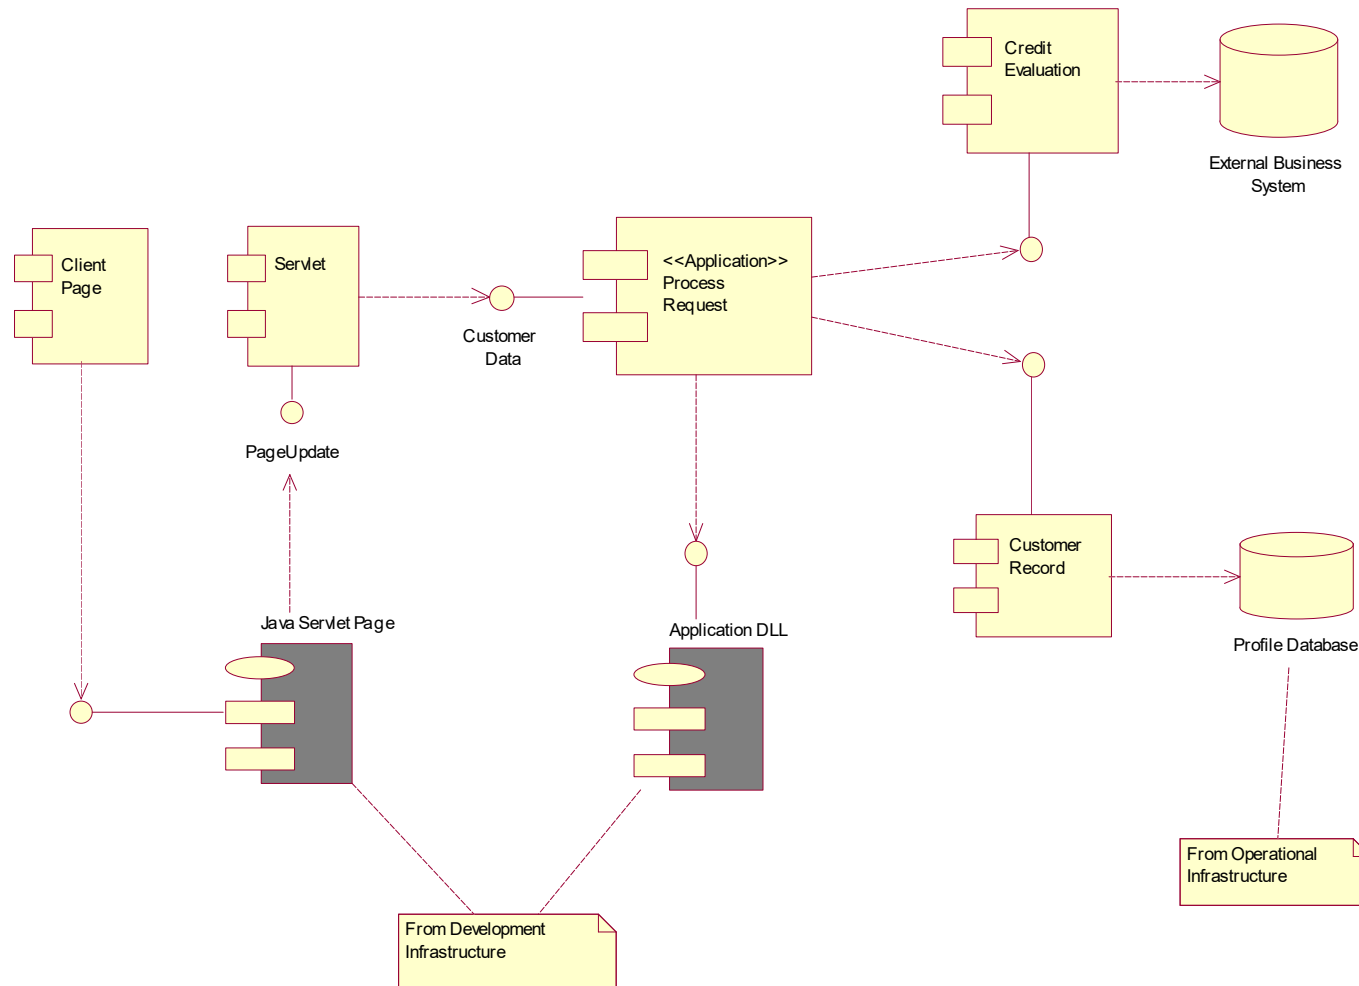 Credit
Evaluation
External Business
System
Client
Page
Servlet
<<Application>>
Process
Request
Customer
Data
PageUpdate
Customer
Record
Java Servlet Page
Application DLL
Profile Database
From Operational
Infrastructure
From Development
Infrastructure